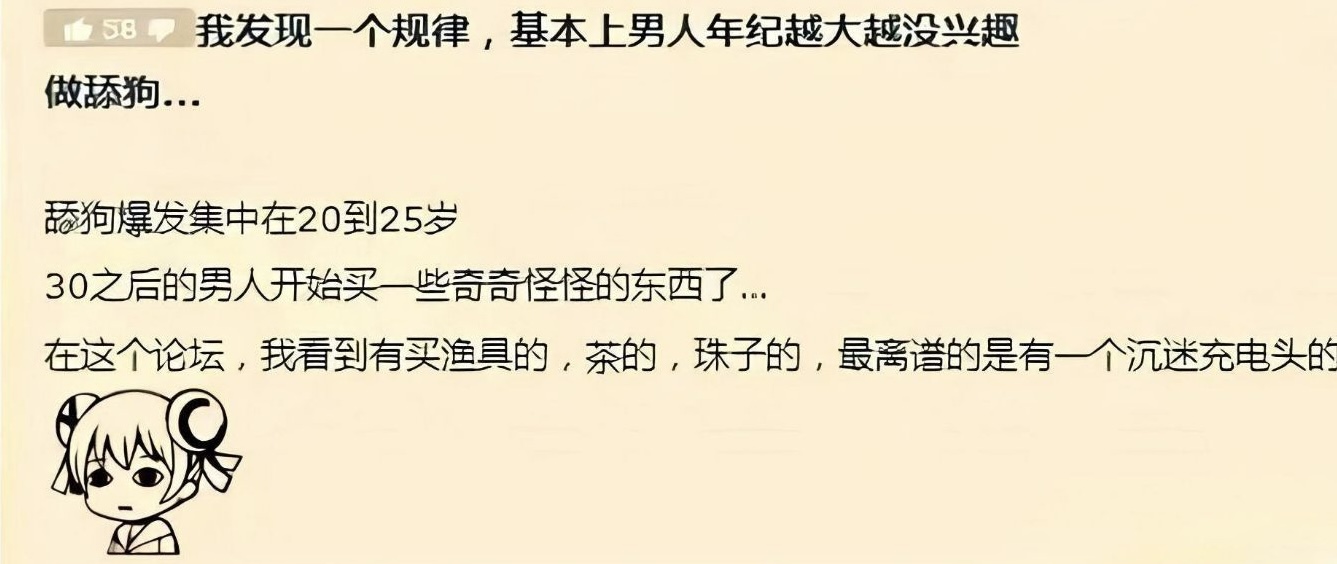 58 我发现一个规律，基本上男人年纪越大越没兴趣
做舔狗...
舔狗爆发集中在20到25岁
30之后的男人开始买一些奇奇怪怪的东西了...
在这个论坛，我看到有买渔具的，茶的，珠子的，最离谱的是有一个沉迷充电头的